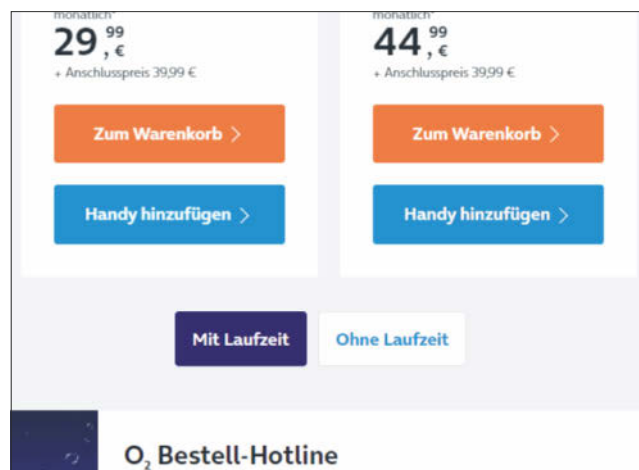 monatlich*
29,99 €
+ Anschlusspreis 39,99 €
Zum Warenkorb >
Handy hinzufügen >
monatlich*
44,99 €
+ Anschlusspreis 39,99 €
Zum Warenkorb >
Handy hinzufügen >
Mit Laufzeit
Ohne Laufzeit
O₂ Bestell-Hotline